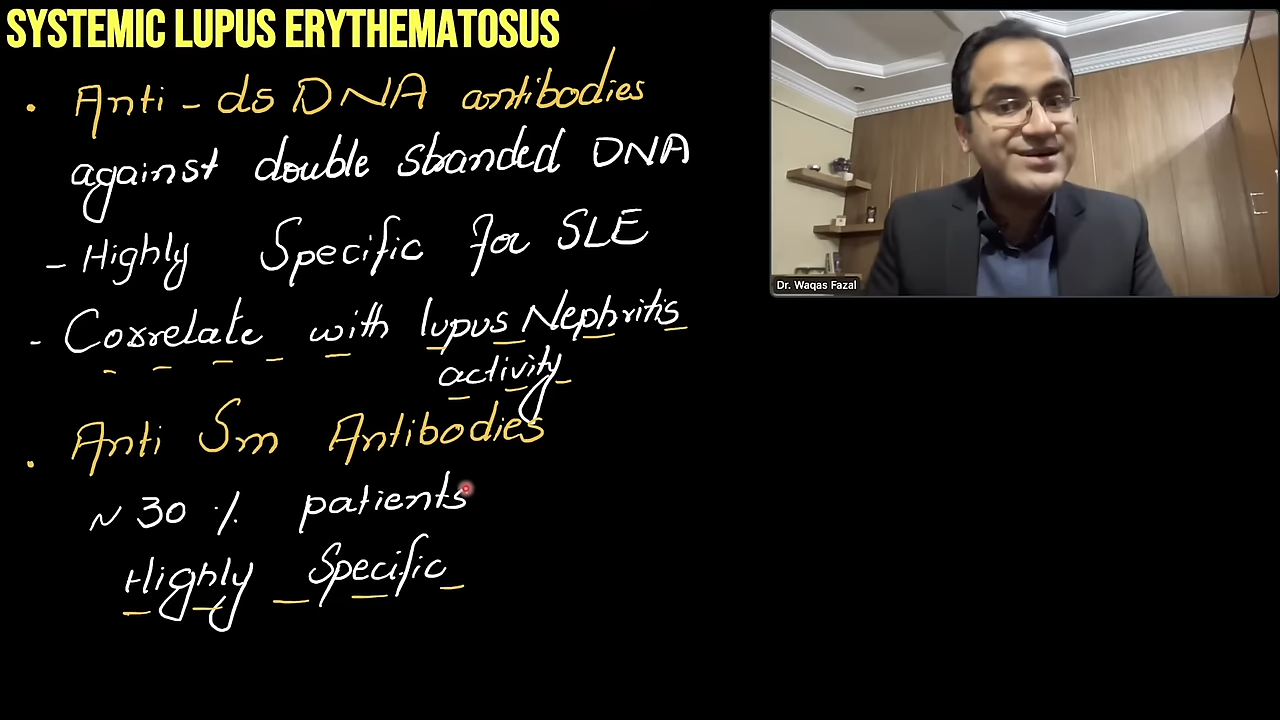 SYSTEMIC LUPUS ERYTHEMATOSUS
• Anti-ds DNA antibodies
against double stranded DNA
- Highly Specific for SLE
- Correlate with lupus Nephritis
activity
• Anti Sm Antibodies
~ 30 % patients
Highly Specific
Dr. Waqas Fazal